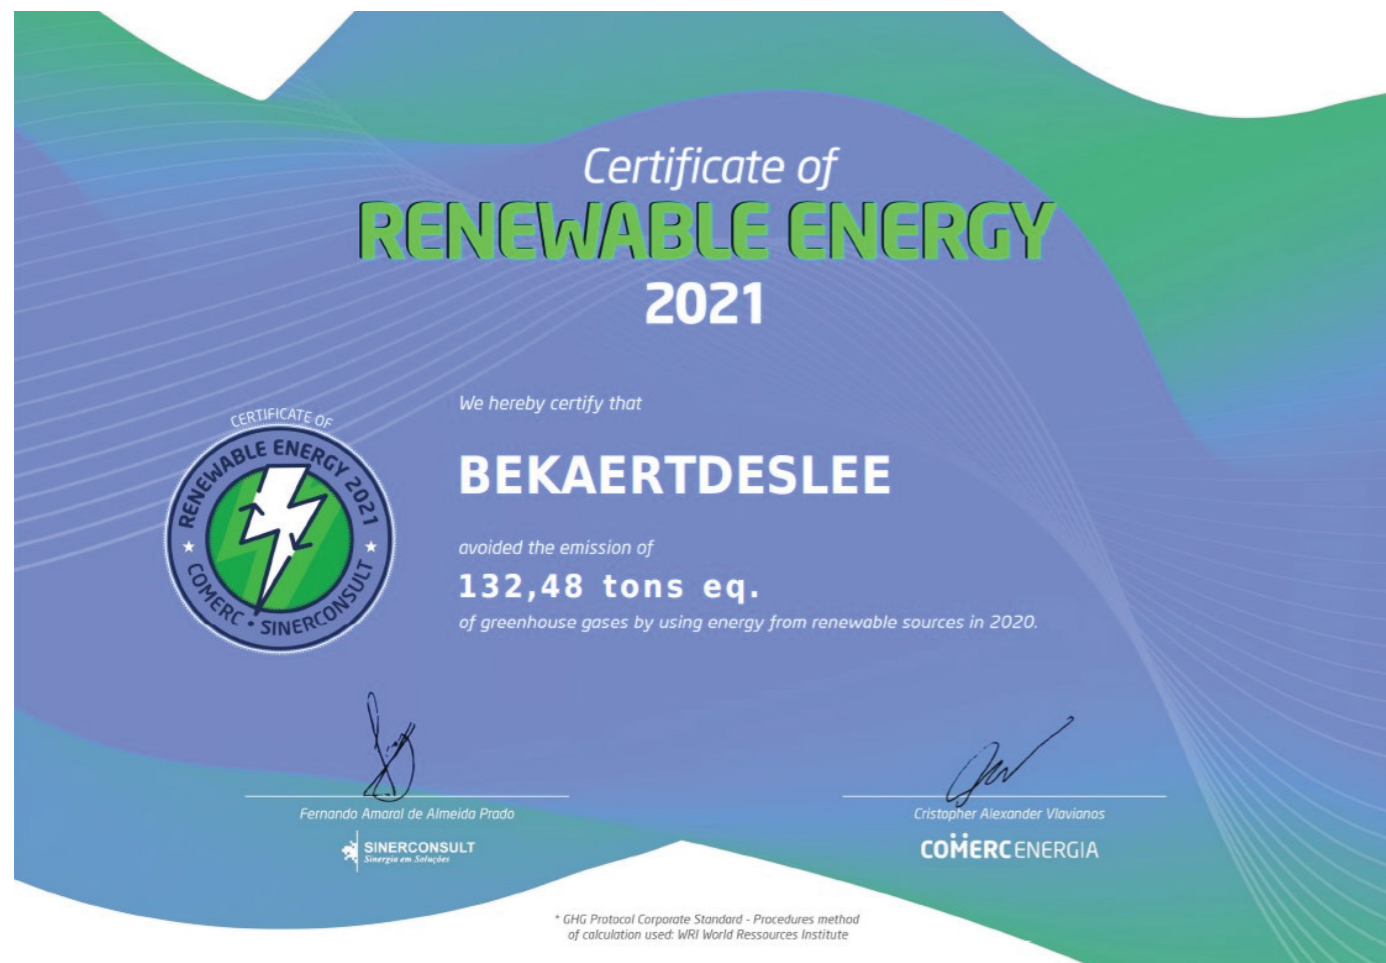 Certificate of
RENEWABLE ENERGY
2021
We hereby certify that
BEKAERTDESLEE
avoided the emission of
132,48 tons eq.
of greenhouse gases by using energy from renewable sources in 2020.
CERTIFICATE OF
RENEWABLE ENERGY 2021
COMERC • SINERCONSULT
Fernando Amaral de Almeida Prado
SINERCONSULT
Sinergia em Soluções
Cristopher Alexander Vlavianos
COMERC ENERGIA
* GHG Protocol Corporate Standard - Procedures method
of calculation used: WRI World Ressources Institute